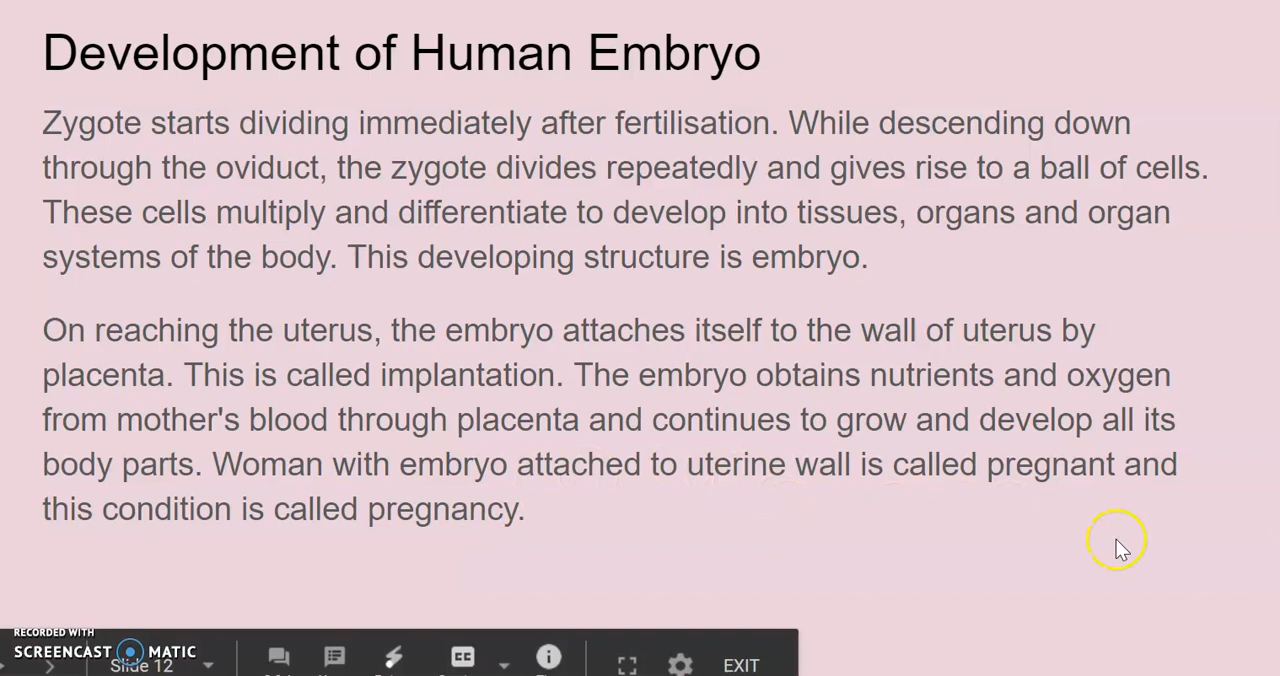 Development of Human Embryo
Zygote starts dividing immediately after fertilisation. While descending down
through the oviduct, the zygote divides repeatedly and gives rise to a ball of cells.
These cells multiply and differentiate to develop into tissues, organs and organ
systems of the body. This developing structure is embryo.
On reaching the uterus, the embryo attaches itself to the wall of uterus by
placenta. This is called implantation. The embryo obtains nutrients and oxygen
from mother's blood through placenta and continues to grow and develop all its
body parts. Woman with embryo attached to uterine wall is called pregnant and
this condition is called pregnancy.
RECORDED WITH
SCREENCAST MATIC
Slide 12
CC
EXIT